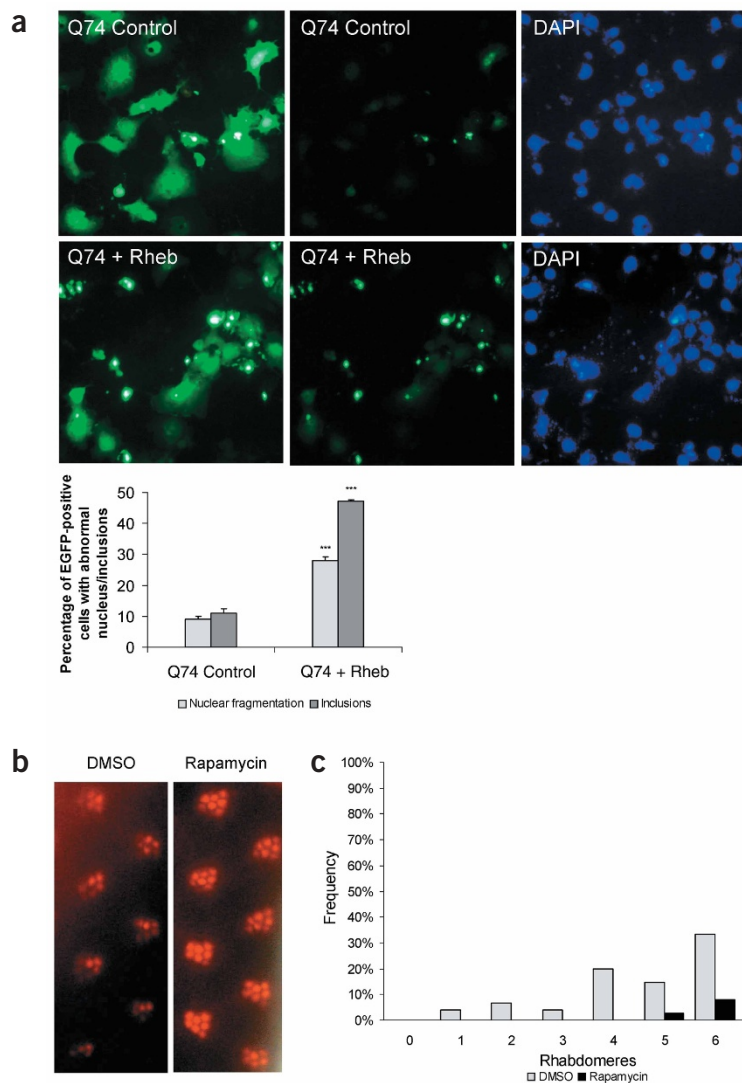 a
Q74 Control
Q74 Control
DAPI
Q74 + Rheb
Q74 + Rheb
DAPI
Percentage of EGFP-positive
cells with abnormal
nucleus/inclusions
50
40
30
20
10
0
***
***
Q74 Control
Q74 + Rheb
Nuclear fragmentation
Inclusions
b
DMSO
Rapamycin
c
Frequency
100%
90%
80%
70%
60%
50%
40%
30%
20%
10%
0%
0 1 2 3 4 5 6
Rhabdomeres
DMSO
Rapamycin